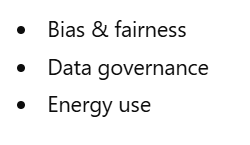 • Bias & fairness
• Data governance
• Energy use